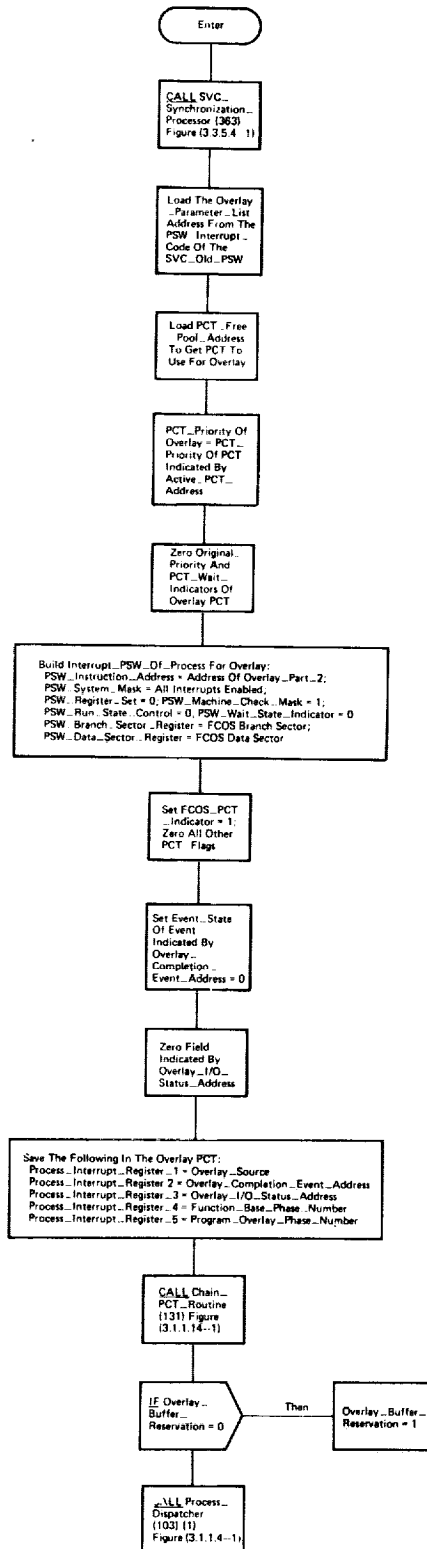 Enter
CALL SVC_
Synchronization_
Processor (363)
Figure (3.3.5.4--1)
Load The Overlay
_Parameter_List
Address From The
PSW_Interrupt_
Code Of The
SVC_Old_PSW
Load PCT_Free
_Pool_Address
To Get PCT To
Use For Overlay
PCT_Priority Of
Overlay = PCT_
Priority Of PCT
Indicated By
Active_PCT_
Address
Zero Original_
Priority And
PCT_Wait_
Indicators Of
Overlay PCT
Build Interrupt_PSW_Of_Process For Overlay:
PSW_Instruction_Address = Address Of Overlay_Part_2;
PSW_System_Mask = All Interrupts Enabled;
PSW_Register_Set = 0; PSW_Machine_Check_Mask = 1;
PSW_Run_State_Control = 0, PSW_Wait_State_Indicator = 0
PSW_Branch_Sector_Register = FCOS Branch Sector;
PSW_Data_Sector_Register = FCOS Data Sector
Set FCOS_PCT
_Indicator = 1;
Zero All Other
PCT_Flags
Set Event_State
Of Event
Indicated By
Overlay_
Completion_
Event_Address = 0
Zero Field
Indicated By
Overlay_I/O_
Status_Address
Save The Following In The Overlay PCT:
Process_Interrupt_Register_1 = Overlay_Source
Process_Interrupt_Register 2 = Overlay_Completion_Event_Address
Process_Interrupt_Register_3 = Overlay_I/O_Status_Address
Process_Interrupt_Register_4 = Function_Base_Phase_Number
Process_Interrupt_Register_5 = Program_Overlay_Phase_Number
CALL Chain_
PCT_Routine
(131) Figure
(3.1.1.14--1)
IF Overlay_
Buffer_
Reservation = 0
Then
Overlay_Buffer_
Reservation = 1
CALL Process_
Dispatcher
(103) (1)
Figure (3.1.1.4--1)